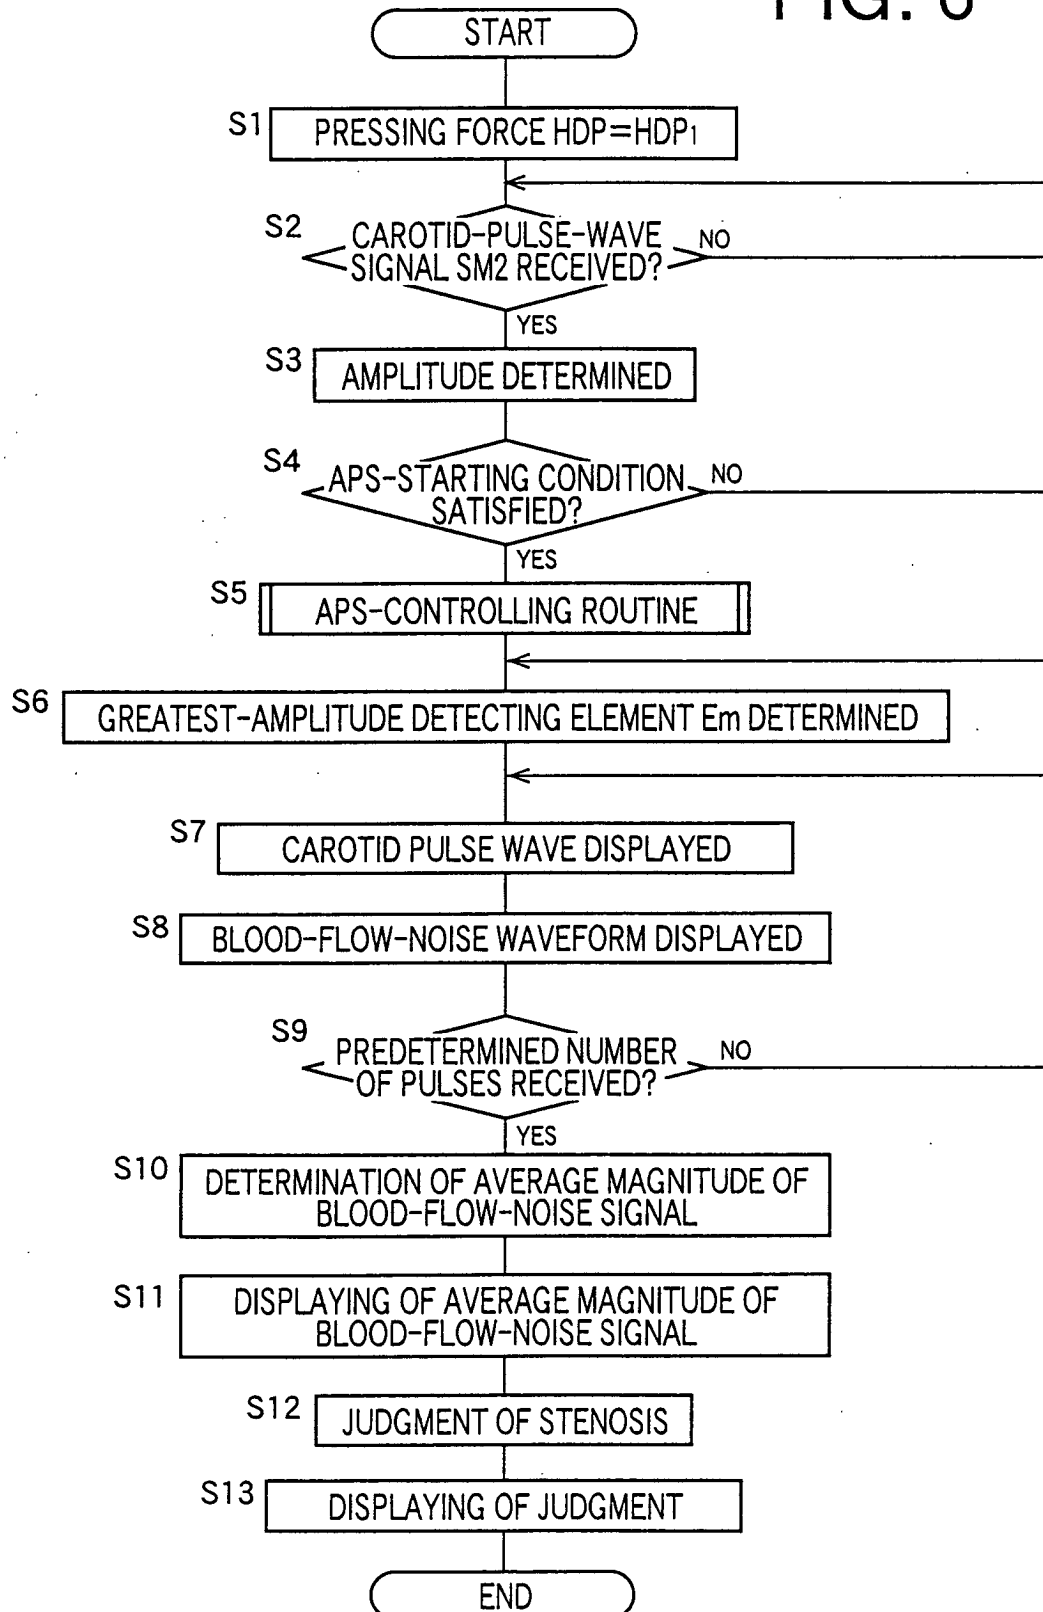 FIG. 6
START
S1
PRESSING FORCE HDP=HDP1
S2
CAROTID-PULSE-WAVE
SIGNAL SM2 RECEIVED?
NO
YES
S3
AMPLITUDE DETERMINED
S4
APS-STARTING CONDITION
SATISFIED?
NO
YES
S5
APS-CONTROLLING ROUTINE
S6
GREATEST-AMPLITUDE DETECTING ELEMENT Em DETERMINED
S7
CAROTID PULSE WAVE DISPLAYED
S8
BLOOD-FLOW-NOISE WAVEFORM DISPLAYED
S9
PREDETERMINED NUMBER
OF PULSES RECEIVED?
NO
YES
S10
DETERMINATION OF AVERAGE MAGNITUDE OF
BLOOD-FLOW-NOISE SIGNAL
S11
DISPLAYING OF AVERAGE MAGNITUDE OF
BLOOD-FLOW-NOISE SIGNAL
S12
JUDGMENT OF STENOSIS
S13
DISPLAYING OF JUDGMENT
END